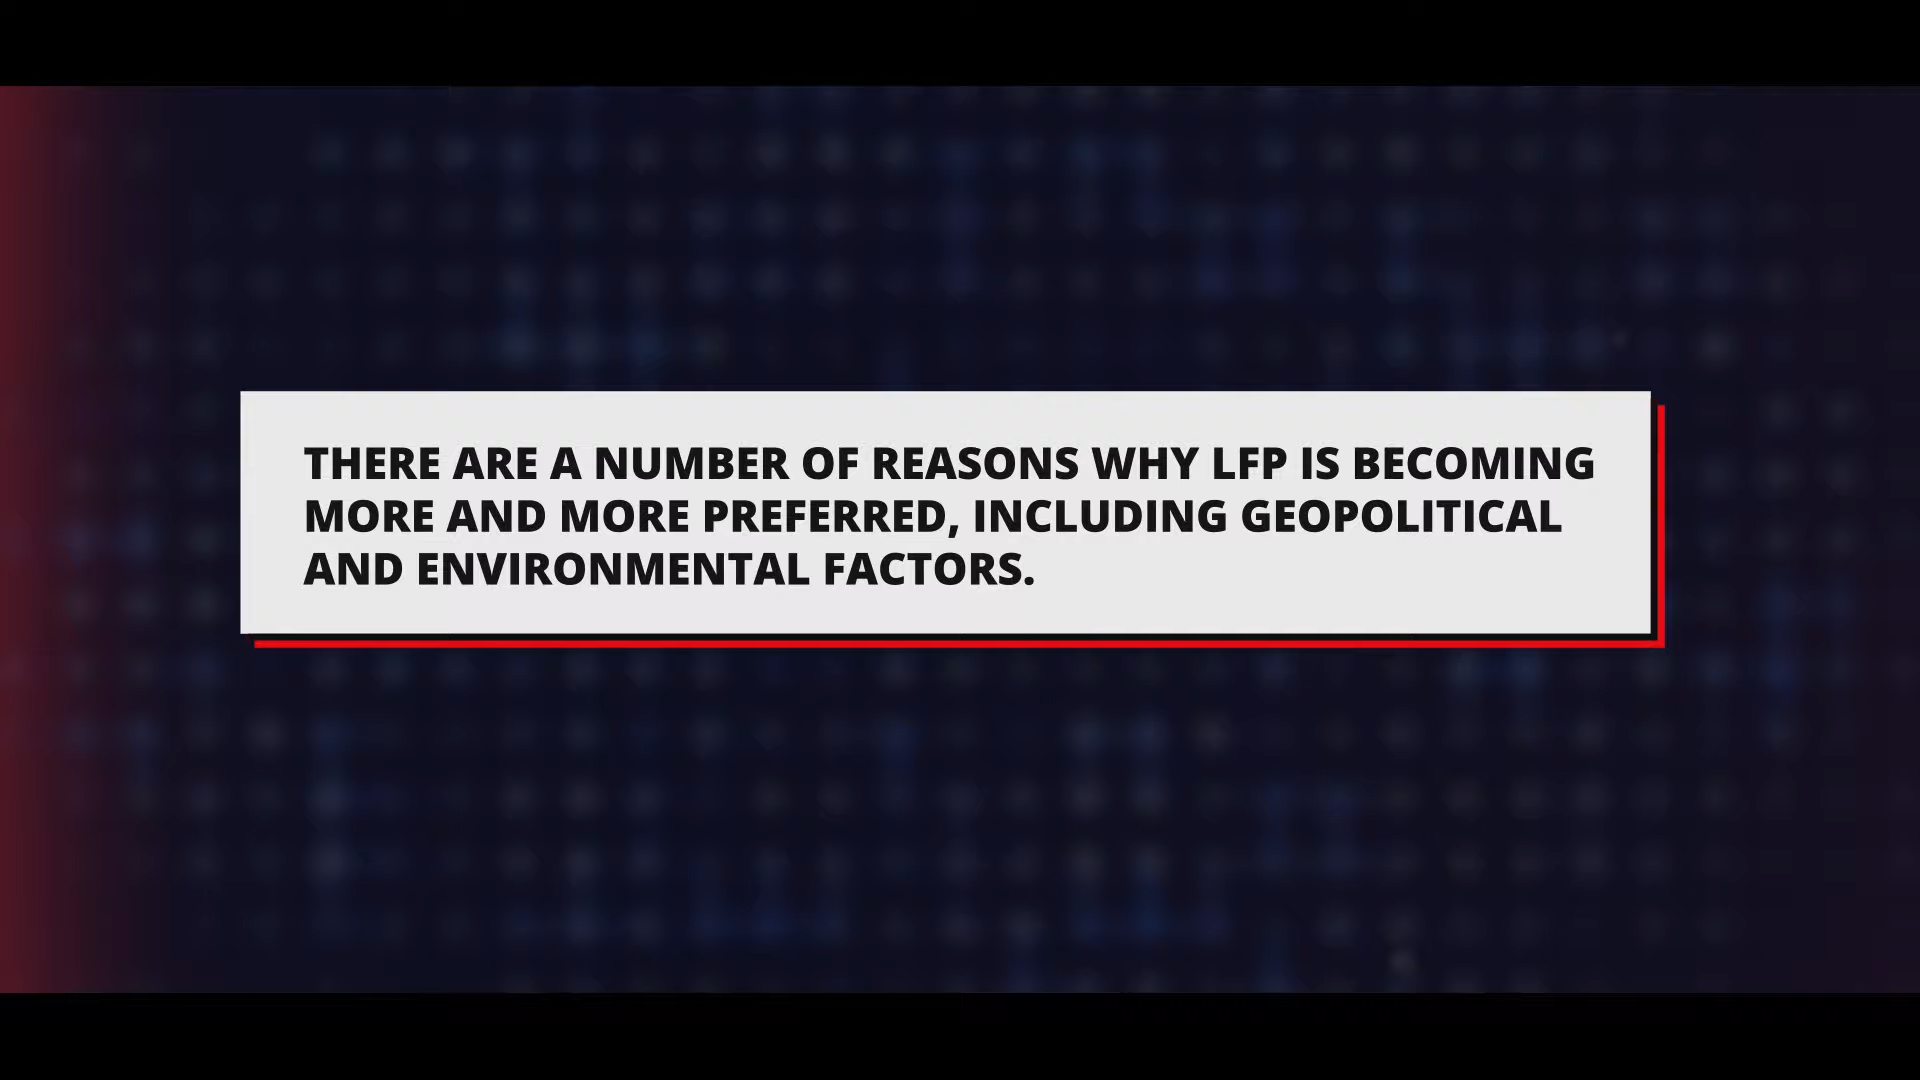 THERE ARE A NUMBER OF REASONS WHY LFP IS BECOMING
MORE AND MORE PREFERRED, INCLUDING GEOPOLITICAL
AND ENVIRONMENTAL FACTORS.